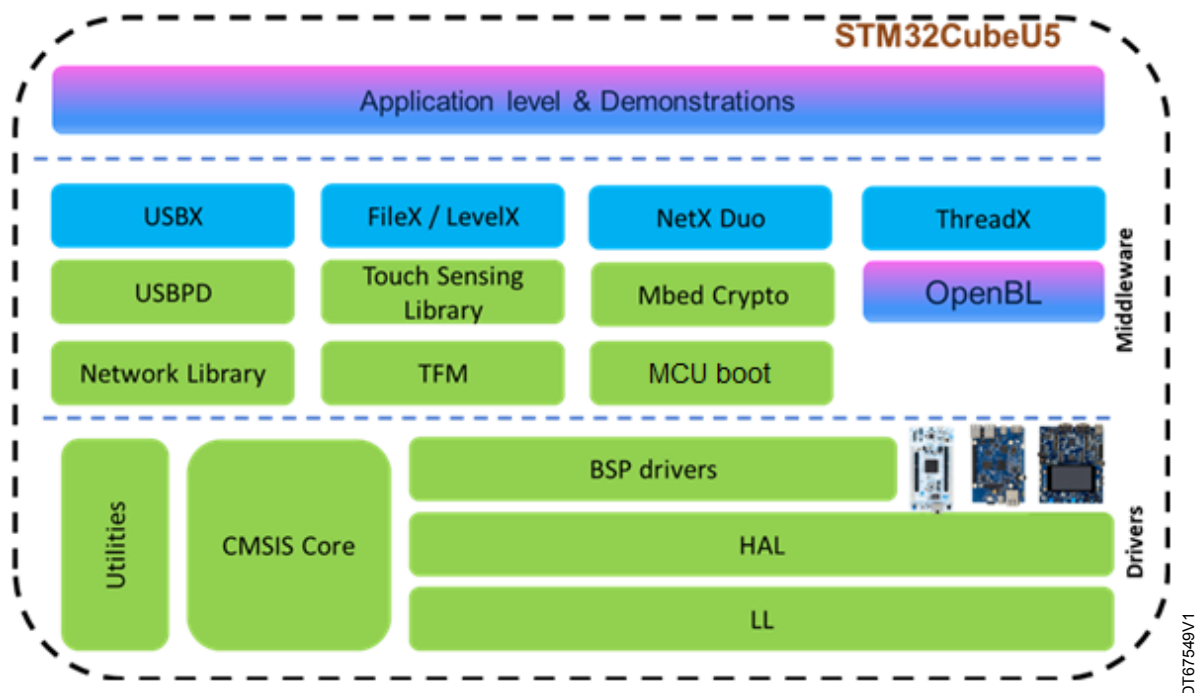 STM32CubeU5
Application level & Demonstrations
USBX
FileX / LevelX
NetX Duo
ThreadX
USBPD
Touch Sensing
Library
Mbed Crypto
OpenBL
Network Library
TFM
MCU boot
Middleware
Utilities
CMSIS Core
BSP drivers
HAL
LL
Drivers
DT67549V1